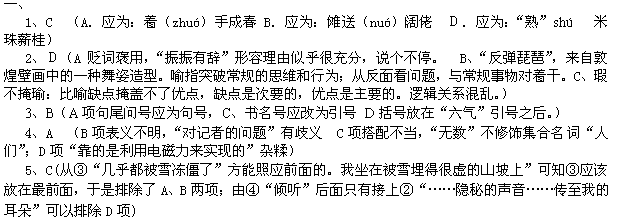 一、
1、C （A．应为：着（zhuó）手成春 B．应为：傩送（nuó）阔佬 D．应为：“熟”shú 米
珠薪桂）
2、D（A 贬词褒用，“振振有辞”形容理由似乎很充分，说个不停。 B、“反弹琵琶”，来自敦
煌壁画中的一种舞姿造型。喻指突破常规的思维和行为；从反面看问题，与常规事物对着干。C、瑕
不掩瑜：比喻缺点掩盖不了优点，缺点是次要的，优点是主要的。逻辑关系混乱。）
3、B（A 项句尾问号应为句号，C、书名号应改为引号 D 括号放在“六气”引号之后。）
4、A （B 项表义不明，“对记者的问题”有歧义 C 项搭配不当，“无数”不修饰集合名词“人
们”；D 项“靠的是利用电磁力来实现的”杂糅）
5、C(从③“几乎都被雪冻僵了”方能照应前面的。我坐在被雪埋得很虚的山坡上”可知③应该
放在最前面，于是排除了 A、B 两项；由④“倾听”后面只有接上②“……隐秘的声音……传至我的
耳朵”可以排除 D 项)